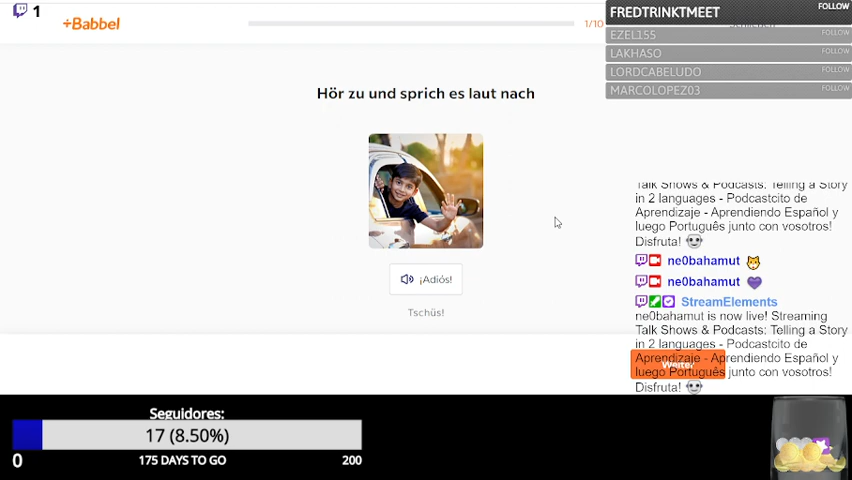 1
+Babbel
1/10
FREDTRINKTMEET FOLLOW
EZEL155 FOLLOW
LAKHASO FOLLOW
LORDCABELUDO FOLLOW
MARCOLOPEZ03 FOLLOW
Hör zu und sprich es laut nach
¡Adiós!
Tschüs!
Talk Shows & Podcasts: Telling a Story
in 2 languages - Podcastcito de
Aprendizaje - Aprendiendo Español y
luego Português junto con vosotros!
Disfruta!
ne0bahamut
ne0bahamut
StreamElements
ne0bahamut is now live! Streaming
Talk Shows & Podcasts: Telling a Story
in 2 languages - Podcastcito de
Aprendizaje - Aprendiendo Español y
luego Português junto con vosotros!
Disfruta!
Weiter
Seguidores:
17 (8.50%)
0 175 DAYS TO GO 200